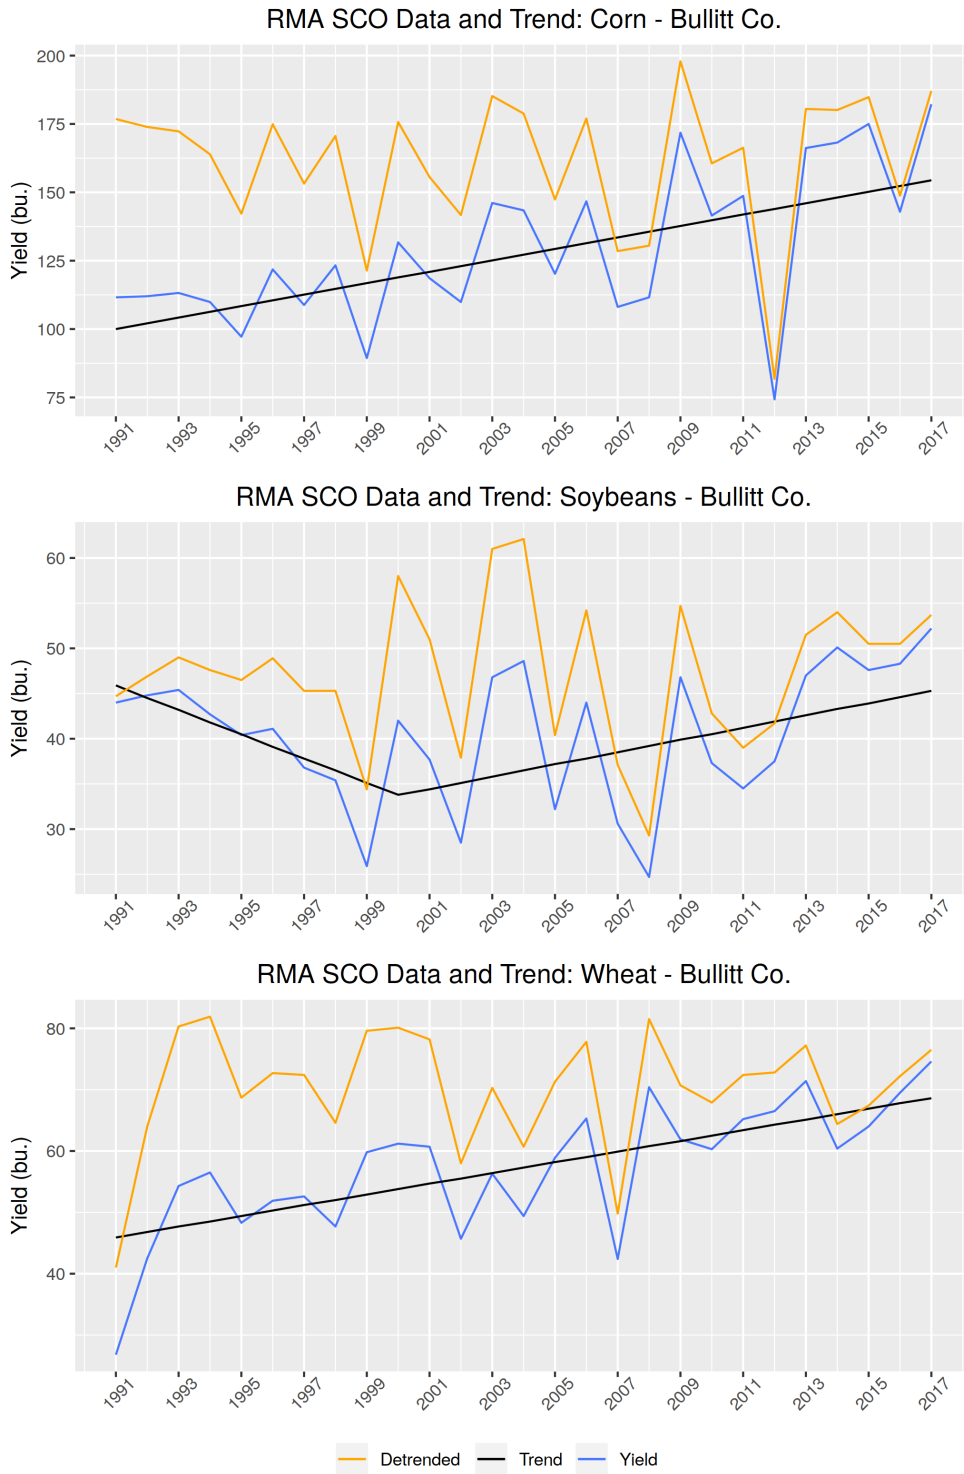 RMA SCO Data and Trend: Corn - Bullitt Co.
Yield (bu.)
200
175
150
125
100
75
1991 1993 1995 1997 1999 2001 2003 2005 2007 2009 2011 2013 2015 2017
RMA SCO Data and Trend: Soybeans - Bullitt Co.
Yield (bu.)
60
50
40
30
1991 1993 1995 1997 1999 2001 2003 2005 2007 2009 2011 2013 2015 2017
RMA SCO Data and Trend: Wheat - Bullitt Co.
Yield (bu.)
80
60
40
1991 1993 1995 1997 1999 2001 2003 2005 2007 2009 2011 2013 2015 2017
Detrended Trend Yield